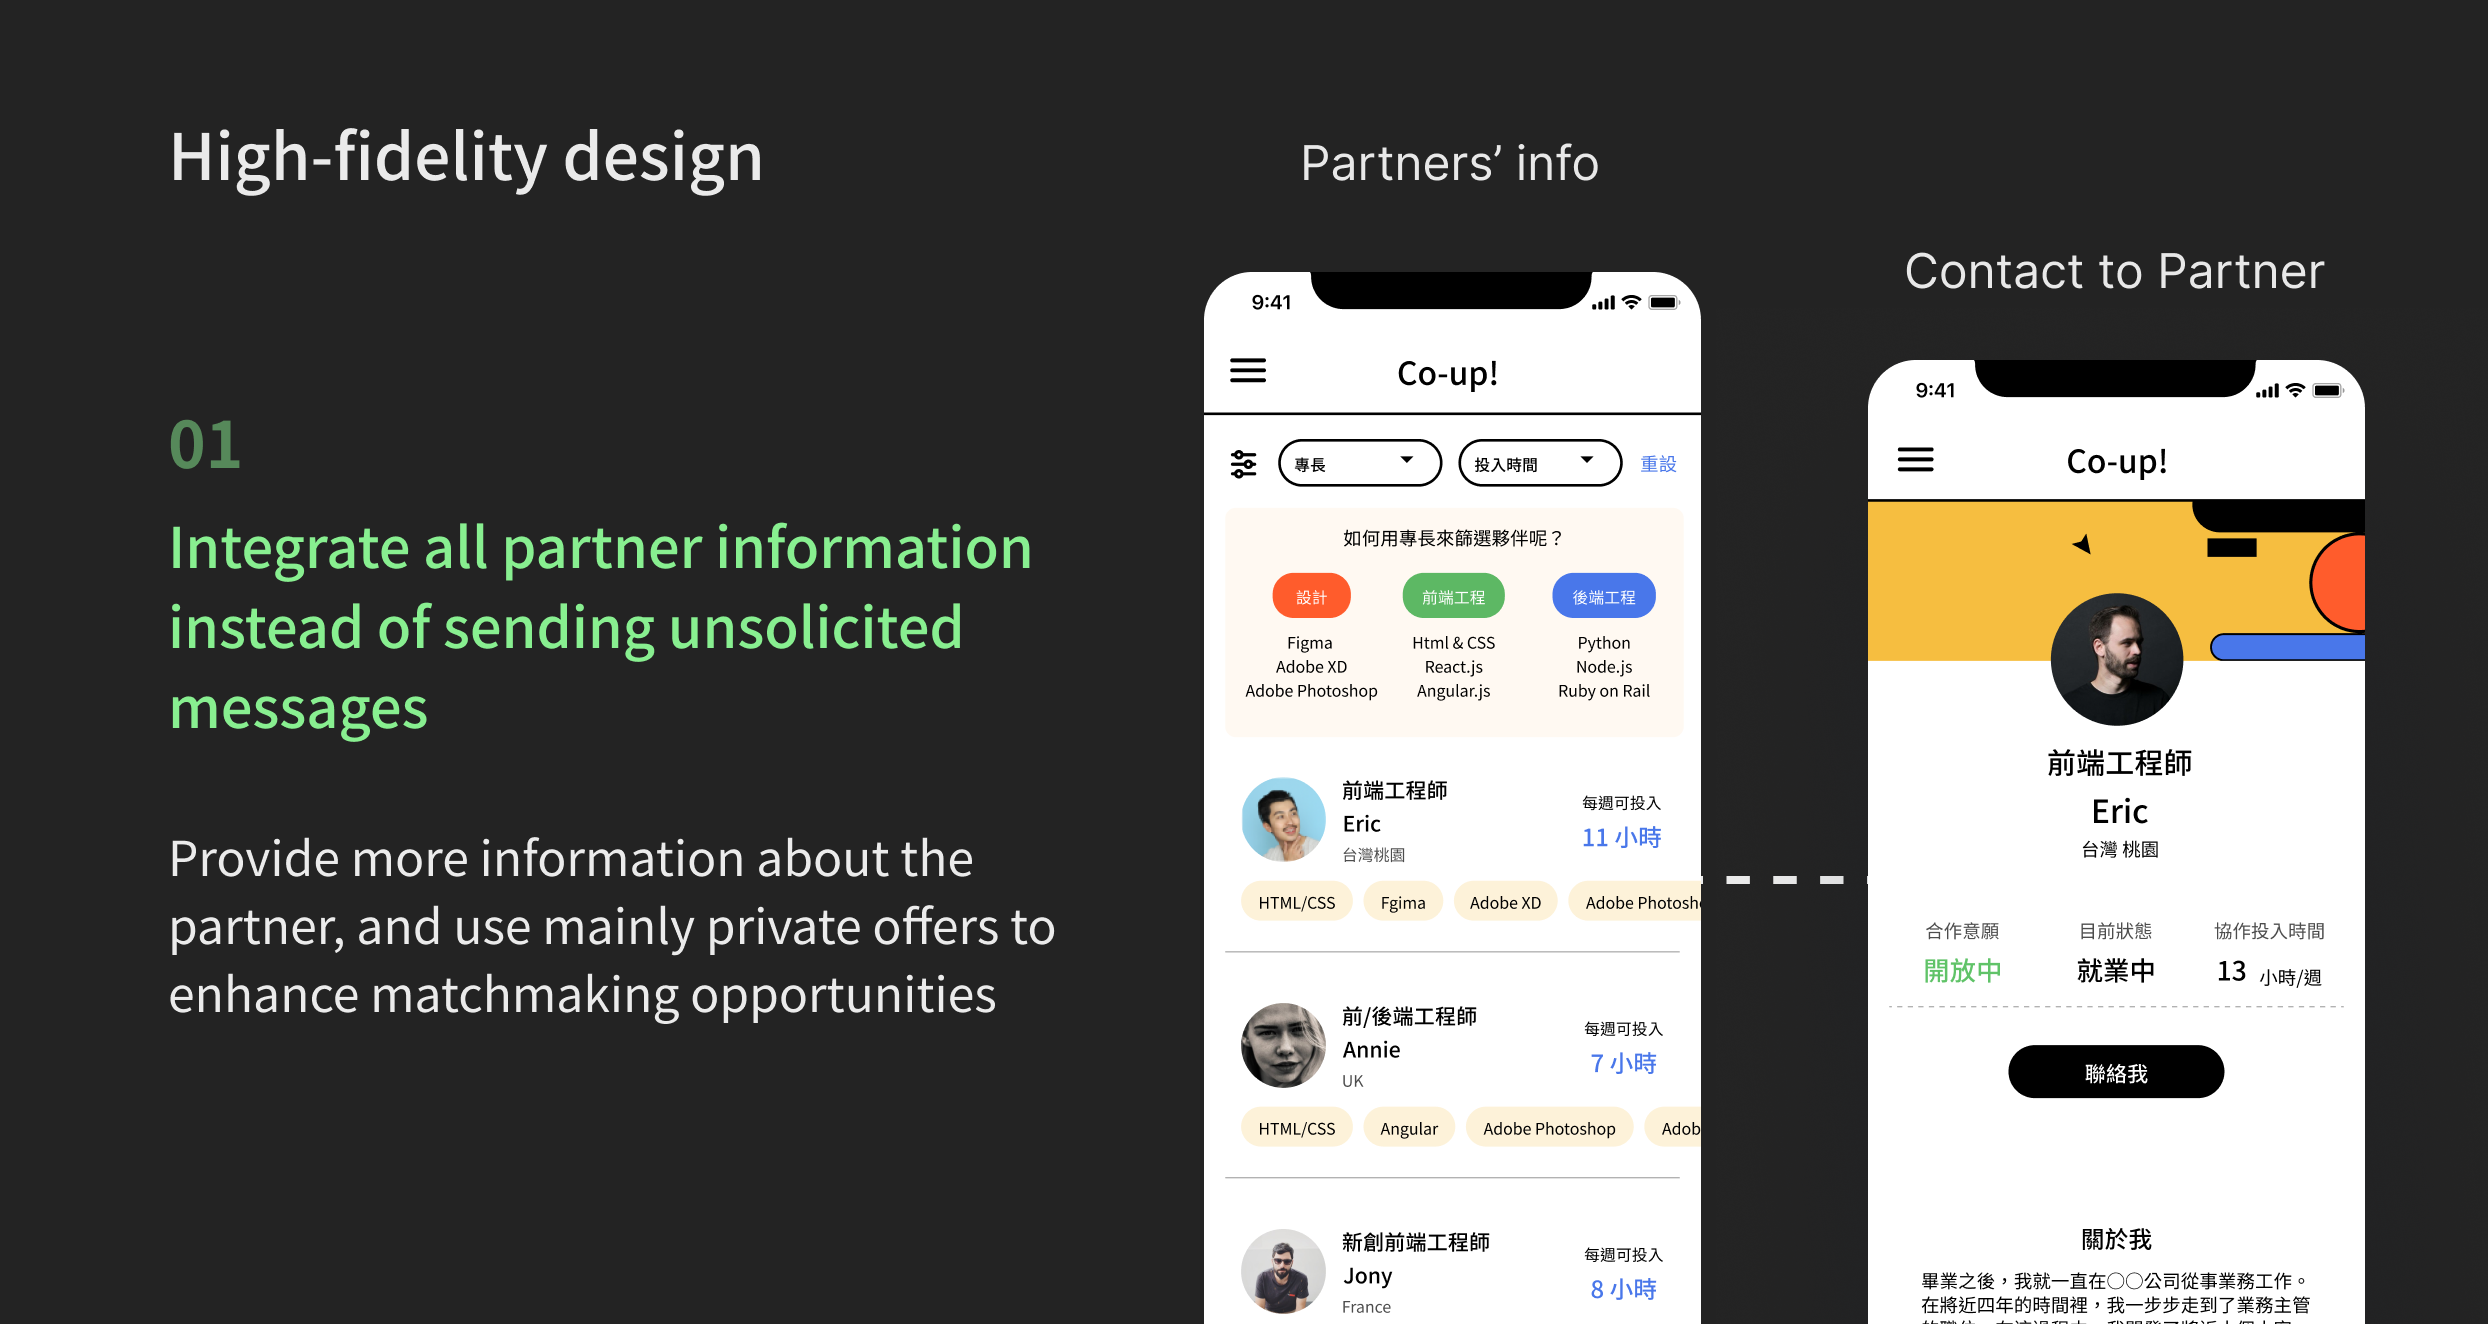 High-fidelity design
01
Integrate all partner information
instead of sending unsolicited
messages
Provide more information about the
partner, and use mainly private offers to
enhance matchmaking opportunities
Partners’ info
9:41
Co-up!
專長
投入時間
重設
如何用專長來篩選夥伴呢？
設計
前端工程
後端工程
Figma
Html & CSS
Python
Adobe XD
React.js
Node.js
Adobe Photoshop
Angular.js
Ruby on Rail
前端工程師
Eric
台灣桃園
每週可投入
11 小時
HTML/CSS
Fgima
Adobe XD
Adobe Photosh
前/後端工程師
Annie
UK
每週可投入
7 小時
HTML/CSS
Angular
Adobe Photoshop
Adob
新創前端工程師
Jony
France
每週可投入
8 小時
Contact to Partner
9:41
Co-up!
前端工程師
Eric
台灣 桃園
合作意願
目前狀態
協作投入時間
開放中
就業中
13 小時/週
聯絡我
關於我
畢業之後，我就一直在〇〇公司從事業務工作。
在將近四年的時間裡，我一步步走到了業務主管